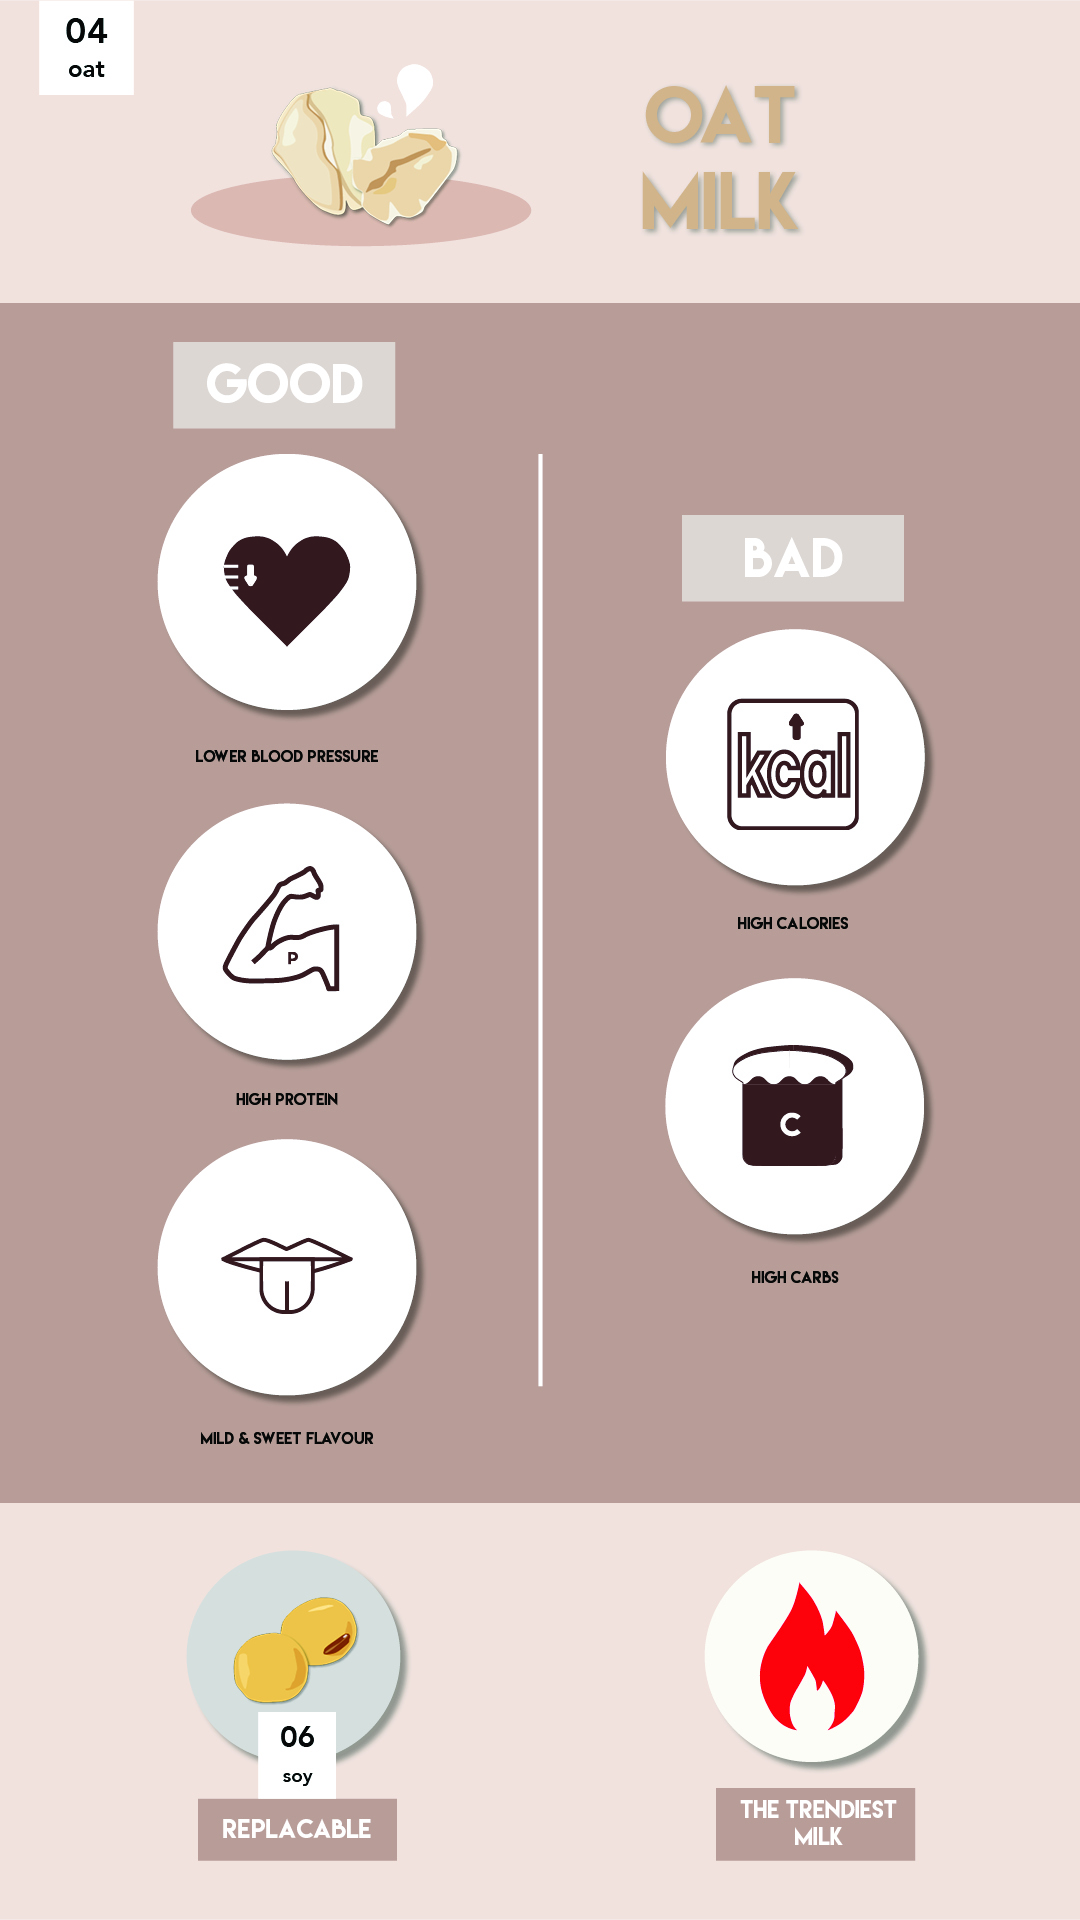 04
oat
OAT
MILK
GOOD
LOWER BLOOD PRESSURE
P
HIGH PROTEIN
MILD & SWEET FLAVOUR
BAD
kcal
HIGH CALORIES
C
HIGH CARBS
06
soy
REPLACABLE
THE TRENDIEST
MILK